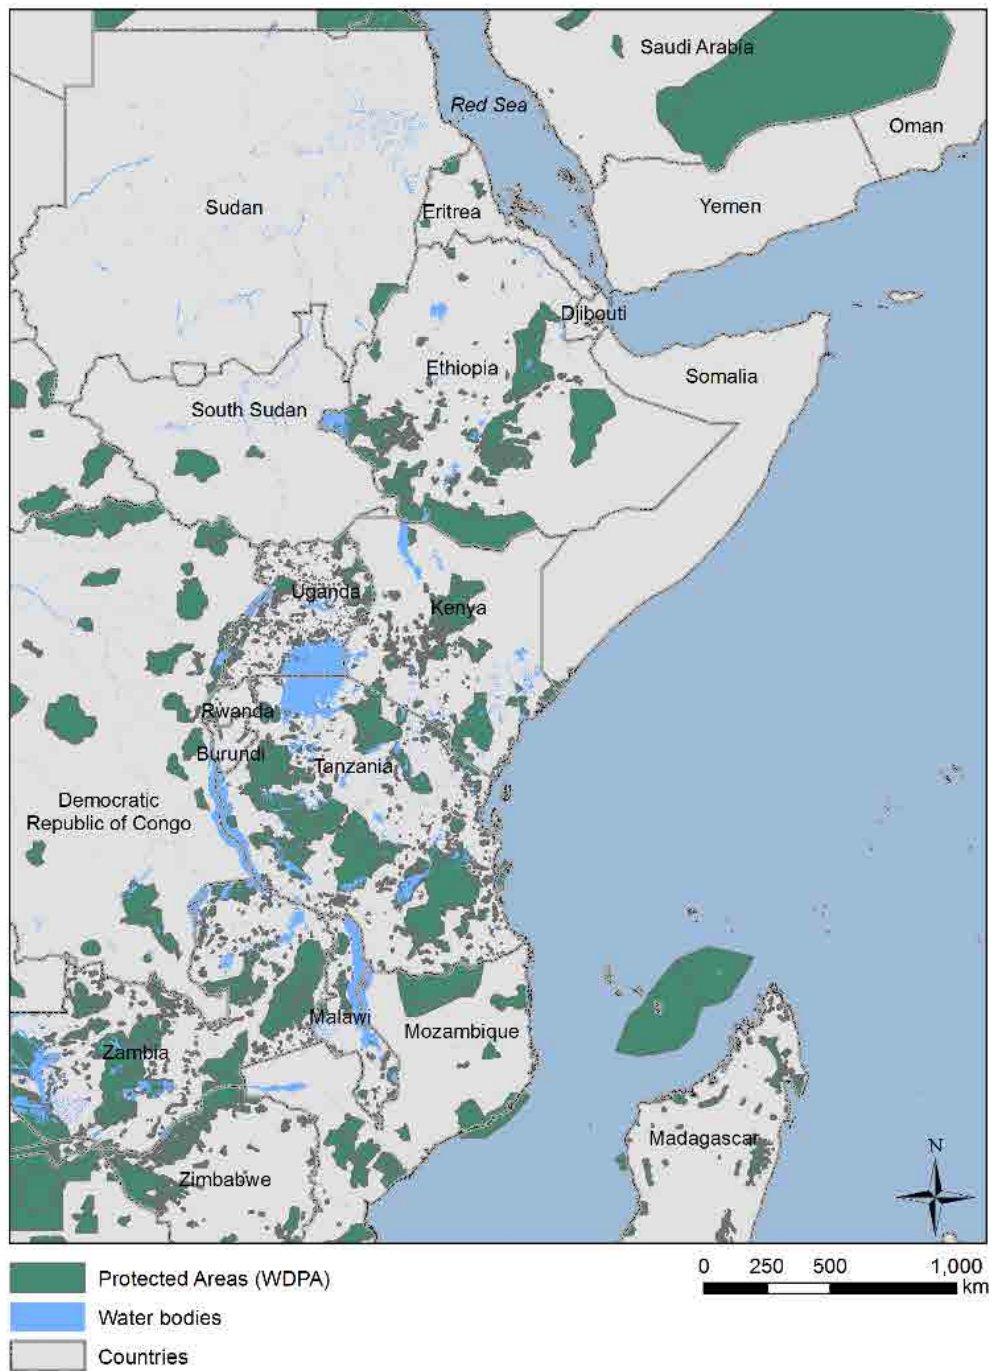 Saudi Arabia
Red Sea
Oman
Sudan
Eritrea
Yemen
Djibouti
Ethiopia
Somalia
South Sudan
Uganda
Kenya
Rwanda
Burundi
Tanzania
Democratic
Republic of Congo
Malawi
Mozambique
Zambia
Madagascar
Zimbabwe
N
0 250 500 1,000
km
Protected Areas (WDPA)
Water bodies
Countries